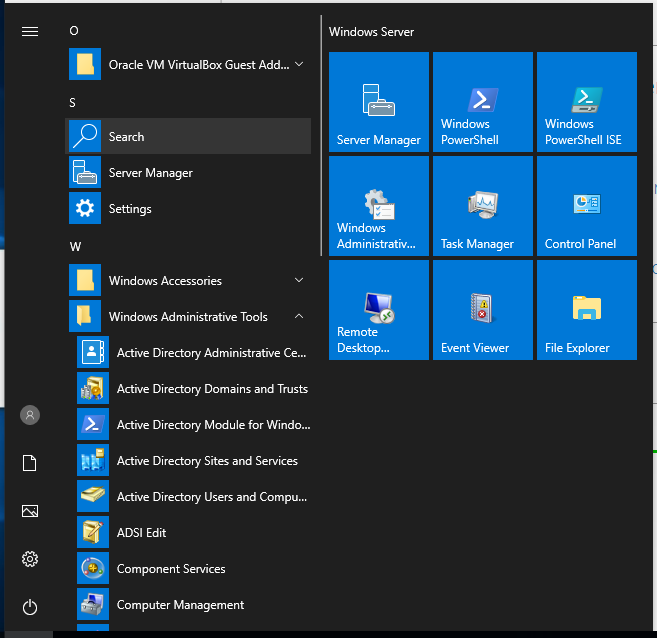 O
Oracle VM VirtualBox Guest Add...
S
Search
Server Manager
Settings
W
Windows Accessories
Windows Administrative Tools
Active Directory Administrative Ce...
Active Directory Domains and Trusts
Active Directory Module for Windo...
Active Directory Sites and Services
Active Directory Users and Compu...
ADSI Edit
Component Services
Computer Management
Windows Server
Server Manager
Windows
PowerShell
Windows
PowerShell ISE
Windows
Administrativ...
Task Manager
Control Panel
Remote
Desktop...
Event Viewer
File Explorer